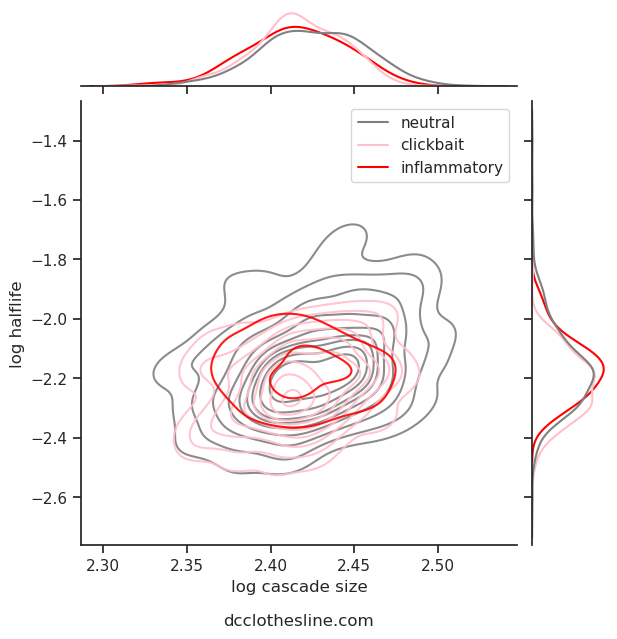 neutral
clickbait
inflammatory
−1.4
−1.6
−1.8
−2.0
−2.2
−2.4
−2.6
log halflife
2.30 2.35 2.40 2.45 2.50
log cascade size
dcclothesline.com